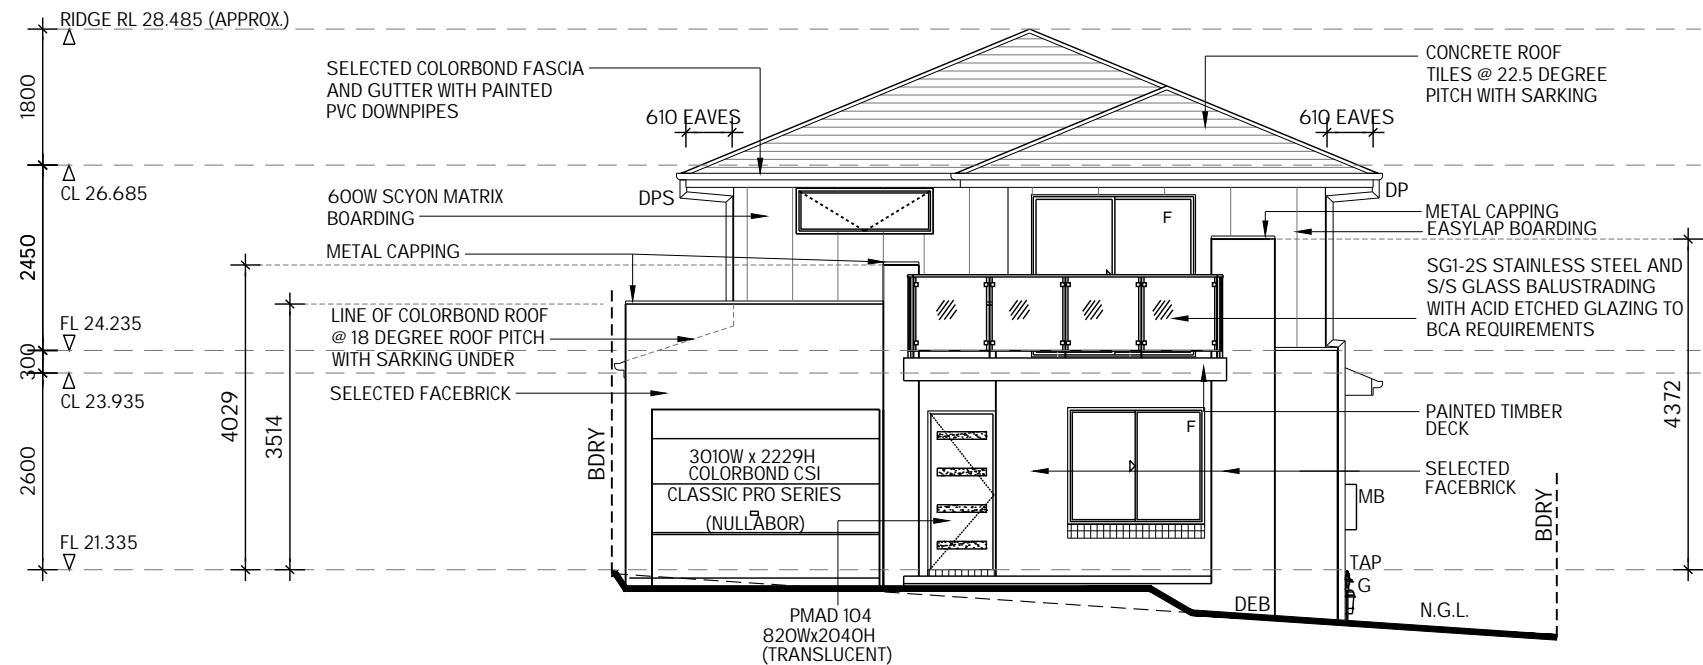 RIDGE RL 28.485 (APPROX.)
1800
CL 26.685
2450
FL 24.235
300
CL 23.935
2600
FL 21.335
4029
3514
SELECTED COLORBOND FASCIA
AND GUTTER WITH PAINTED
PVC DOWNPIPES
610 EAVES
600W SCYON MATRIX
BOARDING
DPS
METAL CAPPING
LINE OF COLORBOND ROOF
@ 18 DEGREE ROOF PITCH
WITH SARKING UNDER
SELECTED FACEBRICK
BDRY
3010W x 2229H
COLORBOND CSI
CLASSIC PRO SERIES
(NULLABOR)
PMAD 104
820Wx2040H
(TRANSLUCENT)
F
F
CONCRETE ROOF
TILES @ 22.5 DEGREE
PITCH WITH SARKING
610 EAVES
DP
METAL CAPPING
EASYLAP BOARDING
SG1-2S STAINLESS STEEL AND
S/S GLASS BALUSTRADING
WITH ACID ETCHED GLAZING TO
BCA REQUIREMENTS
4372
PAINTED TIMBER
DECK
SELECTED
FACEBRICK
MB
BDRY
TAP
G
DEB
N.G.L.